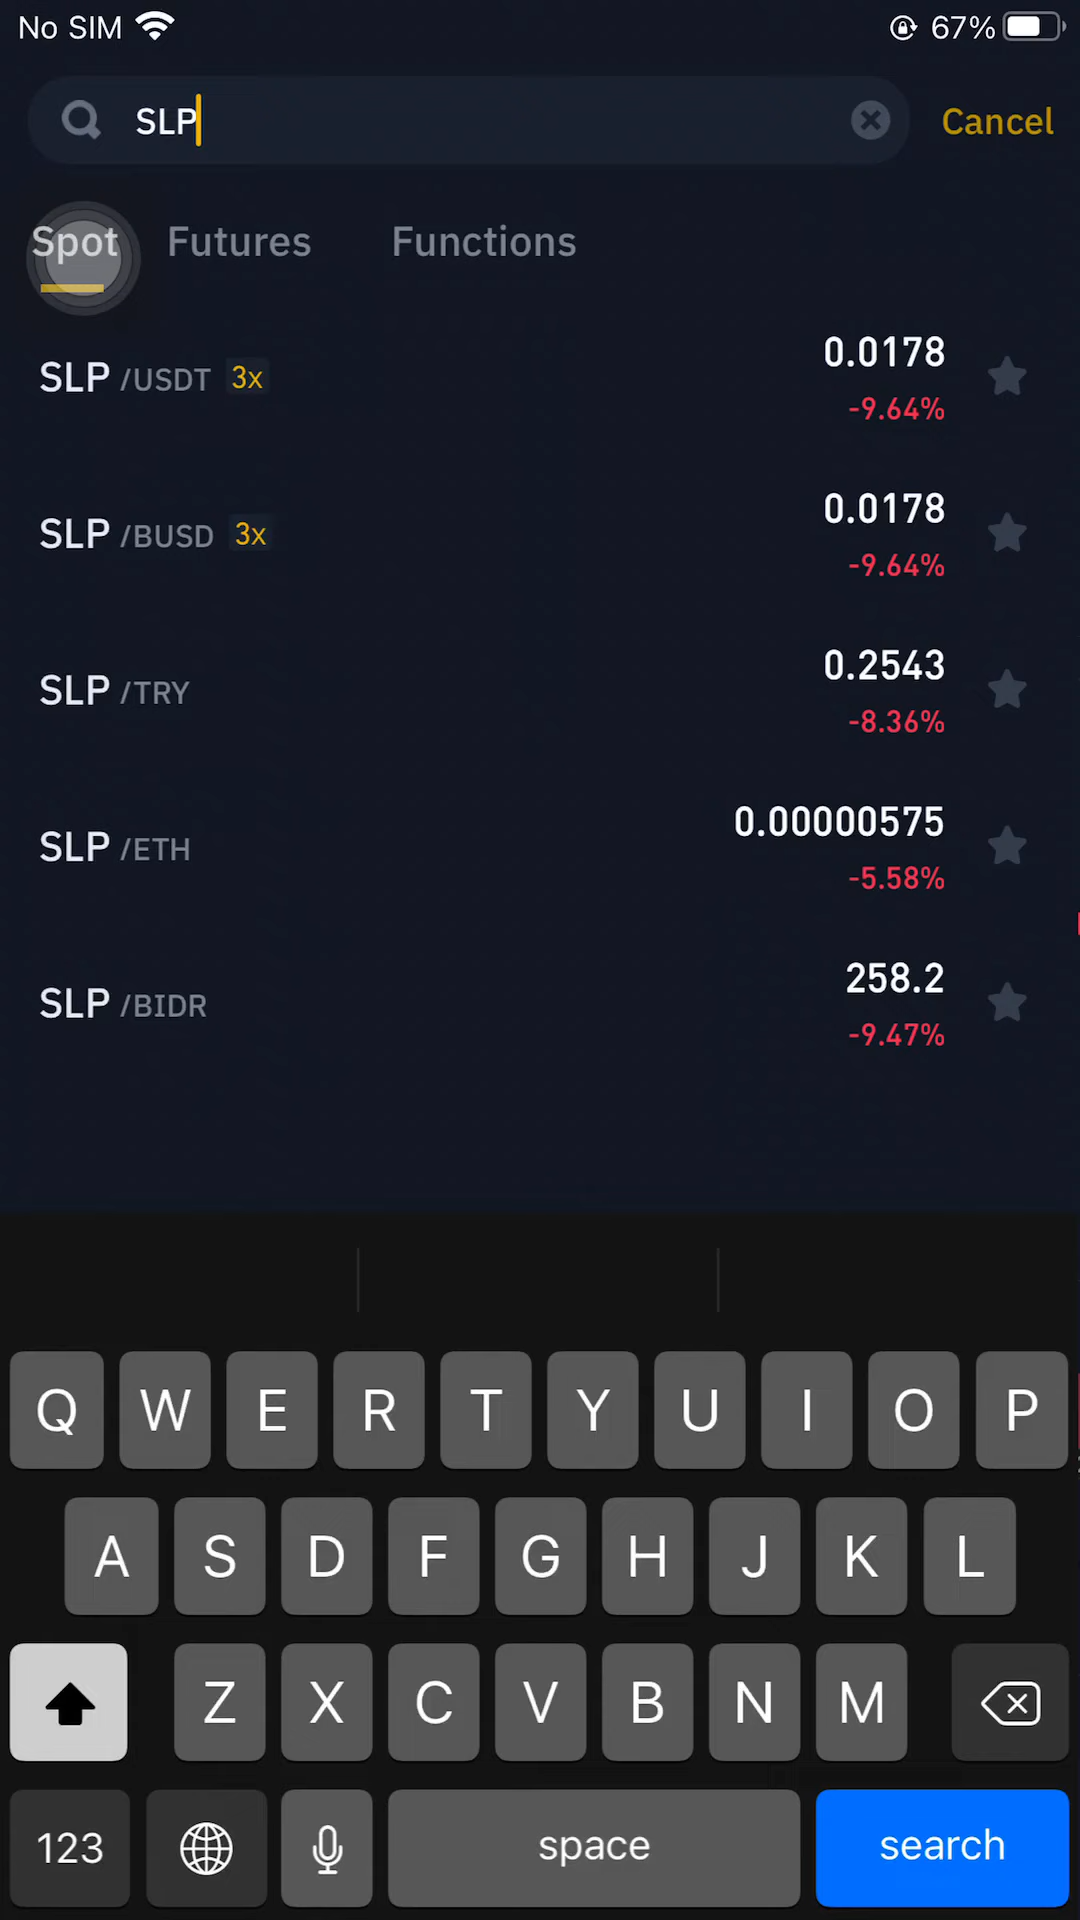 No SIM 67%
SLP Cancel
Spot Futures Functions
SLP /USDT 3x 0.0178
-9.64%
SLP /BUSD 3x 0.0178
-9.64%
SLP /TRY 0.2543
-8.36%
SLP /ETH 0.00000575
-5.58%
SLP /BIDR 258.2
-9.47%
Q W E R T Y U I O P
A S D F G H J K L
Z X C V B N M
123 space search